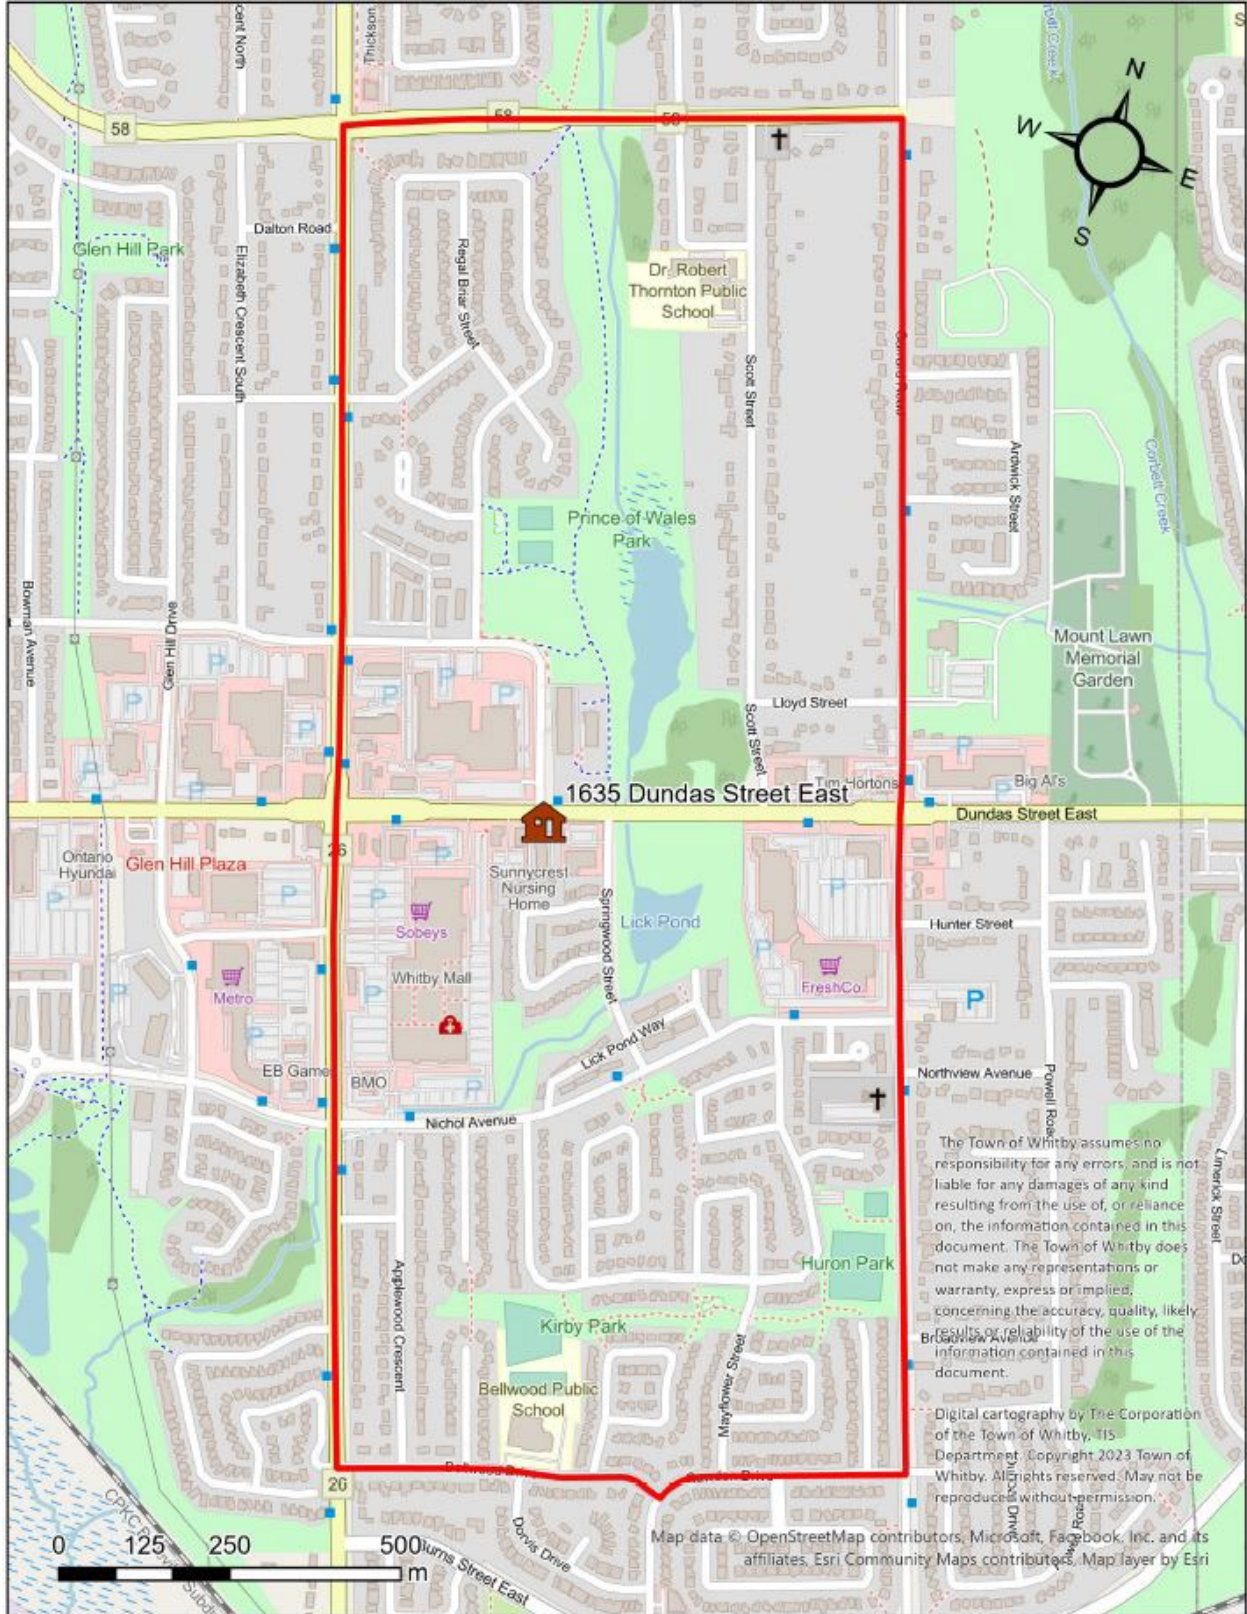 cent North
Thickson
58
58
58
N
W
E
S
Dalton Road
Glen Hill Park
Elizabeth Crescent South
Regal Briar Street
Dr. Robert
Thornton Public
School
Scott Street
Ardwick Street
Corbett Creek
Prince of Wales
Park
Bowman Avenue
Glen Hill Drive
Mount Lawn
Memorial
Garden
P
P
P
P
P
Lloyd Street
Scott Street
P
P
Tim Hortons
Big Al's
1635 Dundas Street East
Dundas Street East
26
Ontario
Hyundai
Glen Hill Plaza
P
P
Sunnycrest
Nursing
Home
P
P
Springwood Street
Lick Pond
Hunter Street
Sobeys
Whitby Mall
Metro
P
P
P
P
FreshCo
P
Lick Pond Way
EB Game
BMO
P
Nichol Avenue
Northview Avenue
Powell Road
Limerick Street
The Town of Whitby assumes no
responsibility for any errors, and is not
liable for any damages of any kind
resulting from the use of, or reliance
on, the information contained in this
document. The Town of Whitby does
not make any representations or
warranty, express or implied,
concerning the accuracy, quality, likely
results or reliability of the use of the
information contained in this
document.
Huron Park
Kirby Park
Applewood Crescent
Mayflower Street
Broadview Avenue
Bellwood Public
School
Digital cartography by The Corporation
of the Town of Whitby, TIS
Department. Copyright 2023 Town of
Whitby. All rights reserved. May not be
reproduced without permission.
Bellwood Drive
26
Dorvis Drive
Burns Street East
0 125 250 500
m
Map data © OpenStreetMap contributors, Microsoft, Facebook, Inc. and its
affiliates, Esri Community Maps contributors, Map layer by Esri